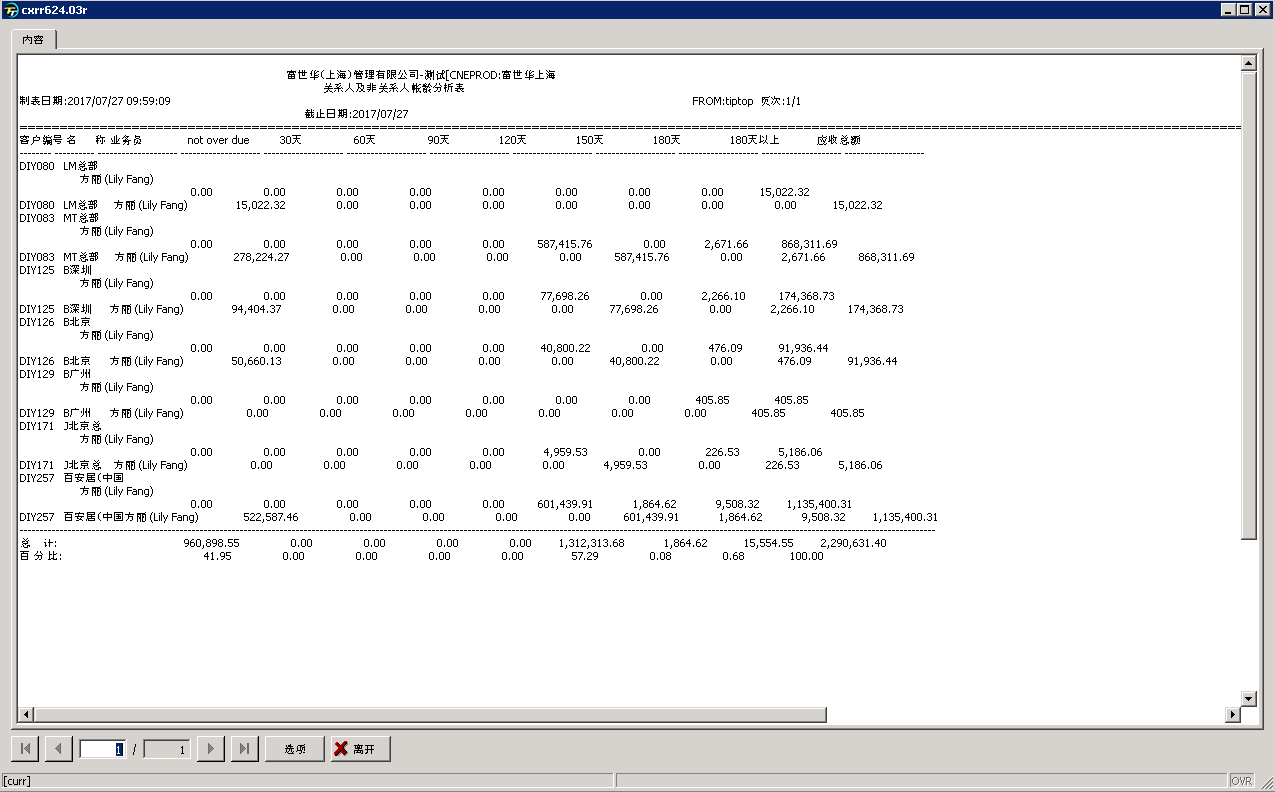 cxrr624.03r
内容
富世华(上海)管理有限公司-测试[CNEPROD:富世华上海
关系人及非关系人帐龄分析表
制表日期:2017/07/27 09:59:09 FROM:tiptop 页次:1/1
截止日期:2017/07/27
客户编号 名 称 业务员 not over due 30天 60天 90天 120天 150天 180天 180天以上 应收总额
DIY080 LM总部
方丽 (Lily Fang)
0.00 0.00 0.00 0.00 0.00 0.00 0.00 0.00 15,022.32
DIY080 LM总部 方丽 (Lily Fang) 15,022.32 0.00 0.00 0.00 0.00 0.00 0.00 0.00 15,022.32
DIY083 MT总部
方丽 (Lily Fang)
0.00 0.00 0.00 0.00 0.00 587,415.76 0.00 2,671.66 868,311.69
DIY083 MT总部 方丽 (Lily Fang) 278,224.27 0.00 0.00 0.00 0.00 587,415.76 0.00 2,671.66 868,311.69
DIY125 B深圳
方丽 (Lily Fang)
0.00 0.00 0.00 0.00 0.00 77,698.26 0.00 2,266.10 174,368.73
DIY125 B深圳 方丽 (Lily Fang) 94,404.37 0.00 0.00 0.00 0.00 77,698.26 0.00 2,266.10 174,368.73
DIY126 B北京
方丽 (Lily Fang)
0.00 0.00 0.00 0.00 0.00 40,800.22 0.00 476.09 91,936.44
DIY126 B北京 方丽 (Lily Fang) 50,660.13 0.00 0.00 0.00 0.00 40,800.22 0.00 476.09 91,936.44
DIY129 B广州
方丽 (Lily Fang)
0.00 0.00 0.00 0.00 0.00 0.00 0.00 405.85 405.85
DIY129 B广州 方丽 (Lily Fang) 0.00 0.00 0.00 0.00 0.00 0.00 0.00 405.85 405.85
DIY171 J北京总
方丽 (Lily Fang)
0.00 0.00 0.00 0.00 0.00 4,959.53 0.00 226.53 5,186.06
DIY171 J北京总 方丽 (Lily Fang) 0.00 0.00 0.00 0.00 0.00 4,959.53 0.00 226.53 5,186.06
DIY257 百安居(中国
方丽 (Lily Fang)
0.00 0.00 0.00 0.00 0.00 601,439.91 1,864.62 9,508.32 1,135,400.31
DIY257 百安居(中国方丽 (Lily Fang) 522,587.46 0.00 0.00 0.00 0.00 601,439.91 1,864.62 9,508.32 1,135,400.31
总 计: 960,898.55 0.00 0.00 0.00 0.00 1,312,313.68 1,864.62 15,554.55 2,290,631.40
百分比: 41.95 0.00 0.00 0.00 0.00 57.29 0.08 0.68 100.00
1 / 1 选项 离开
[curr] OVR